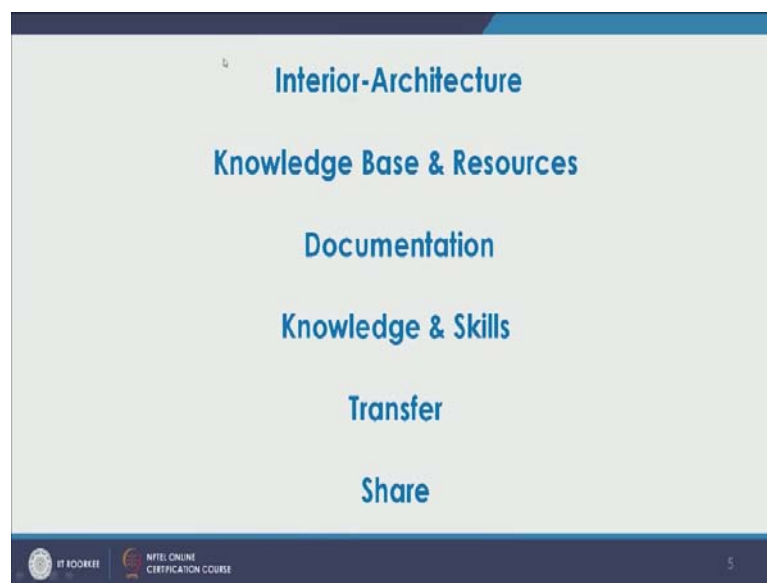 Interior-Architecture
Knowledge Base & Resources
Documentation
Knowledge & Skills
Transfer
Share
IIT ROORKEE
NPTEL ONLINE
CERTIFICATION COURSE
5